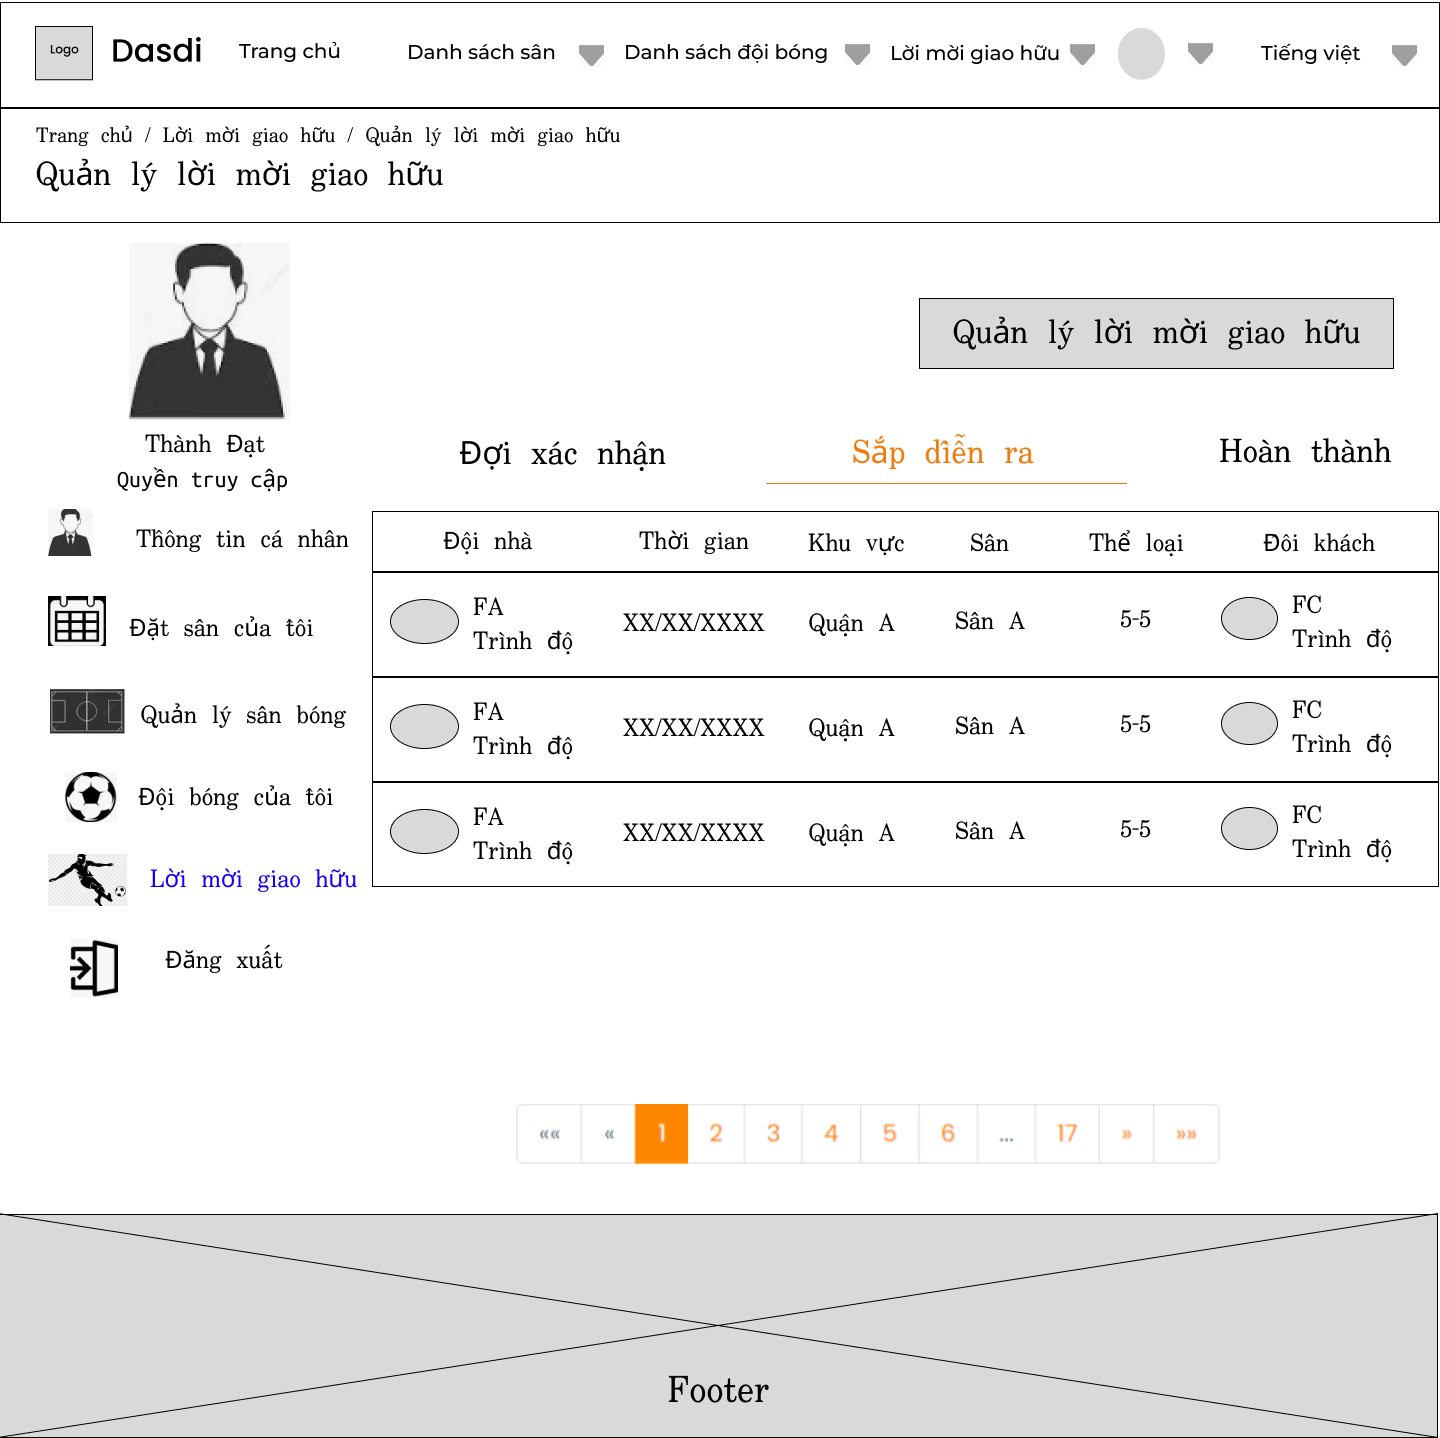 Logo Dasdi Trang chủ Danh sách sân Danh sách đội bóng Lời mời giao hữu Tiếng việt
Trang chủ / Lời mời giao hữu / Quản lý lời mời giao hữu
Quản lý lời mời giao hữu
Quản lý lời mời giao hữu
Thành Đạt
Quyền truy cập
Thông tin cá nhân
Đặt sân của tôi
Quản lý sân bóng
Đội bóng của tôi
Lời mời giao hữu
Đăng xuất
Đợi xác nhận Sắp diễn ra Hoàn thành
Đội nhà Thời gian Khu vực Sân Thể loại Đôi khách
FA
Trình độ
XX/XX/XXXX Quận A Sân A 5-5
FC
Trình độ
FA
Trình độ
XX/XX/XXXX Quận A Sân A 5-5
FC
Trình độ
FA
Trình độ
XX/XX/XXXX Quận A Sân A 5-5
FC
Trình độ
«« « 1 2 3 4 5 6 ... 17 » »»
Footer